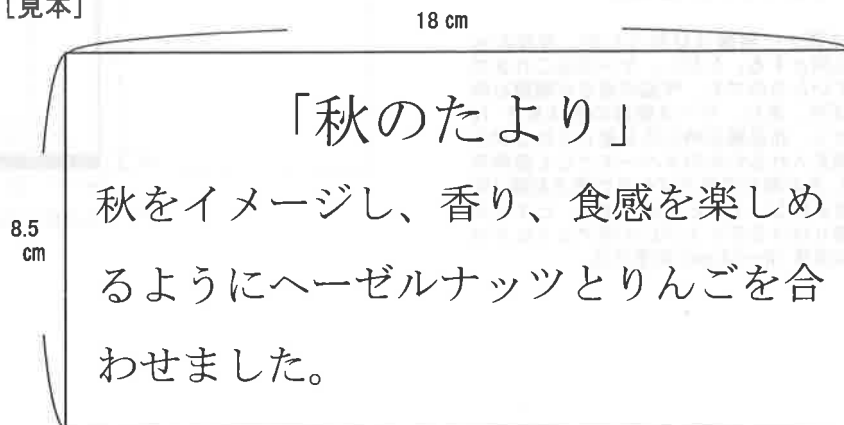 [見本]
18 cm
「秋のたより」
秋をイメージし、香り、食感を楽しめ
8.5
cm
るようにヘーゼルナッツとりんごを合
わせました。